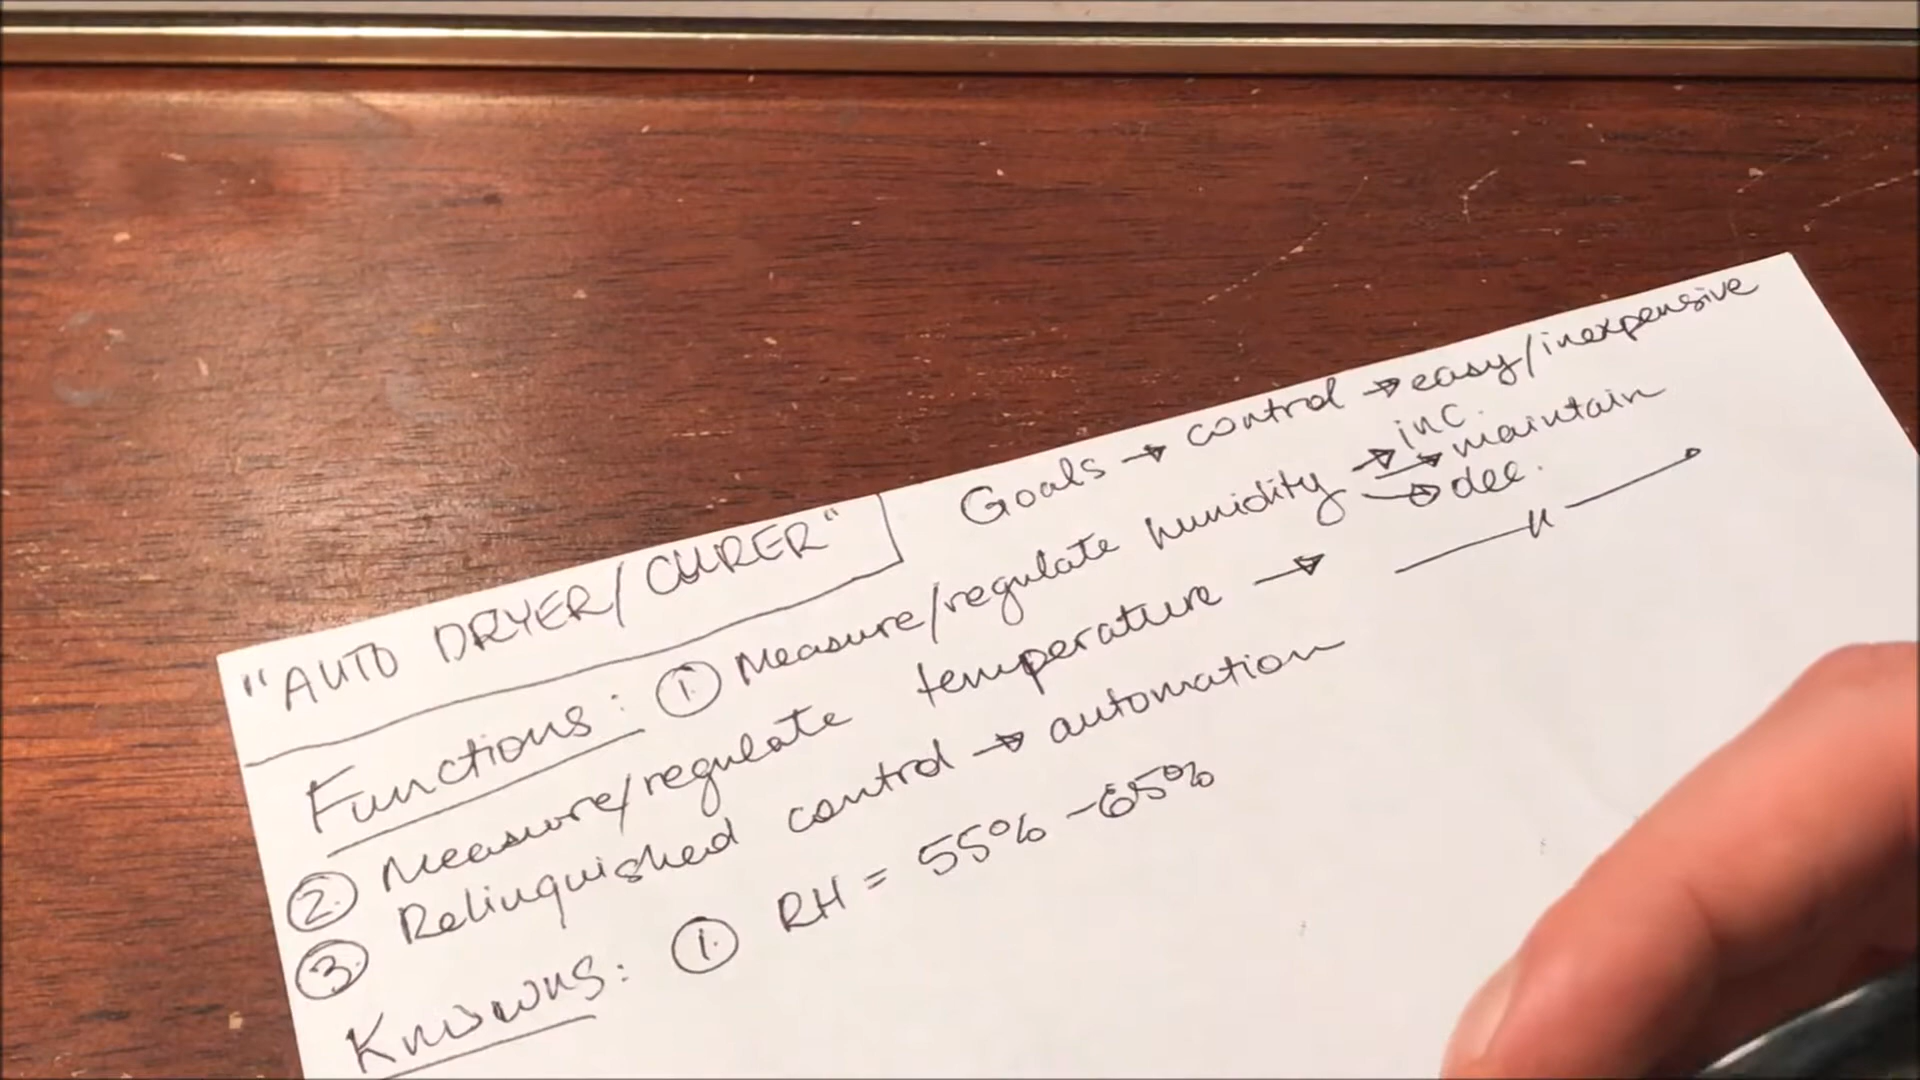 "AUTO DRYER/CURER"
Goals → control → easy/inexpensive
Functions: ① Measure/regulate humidity → inc.
→ maintain
→ dec.
② Measure/regulate temperature → —— " ——
③ Relinquished control → automation
Knowns: ① RH = 55% - 65%